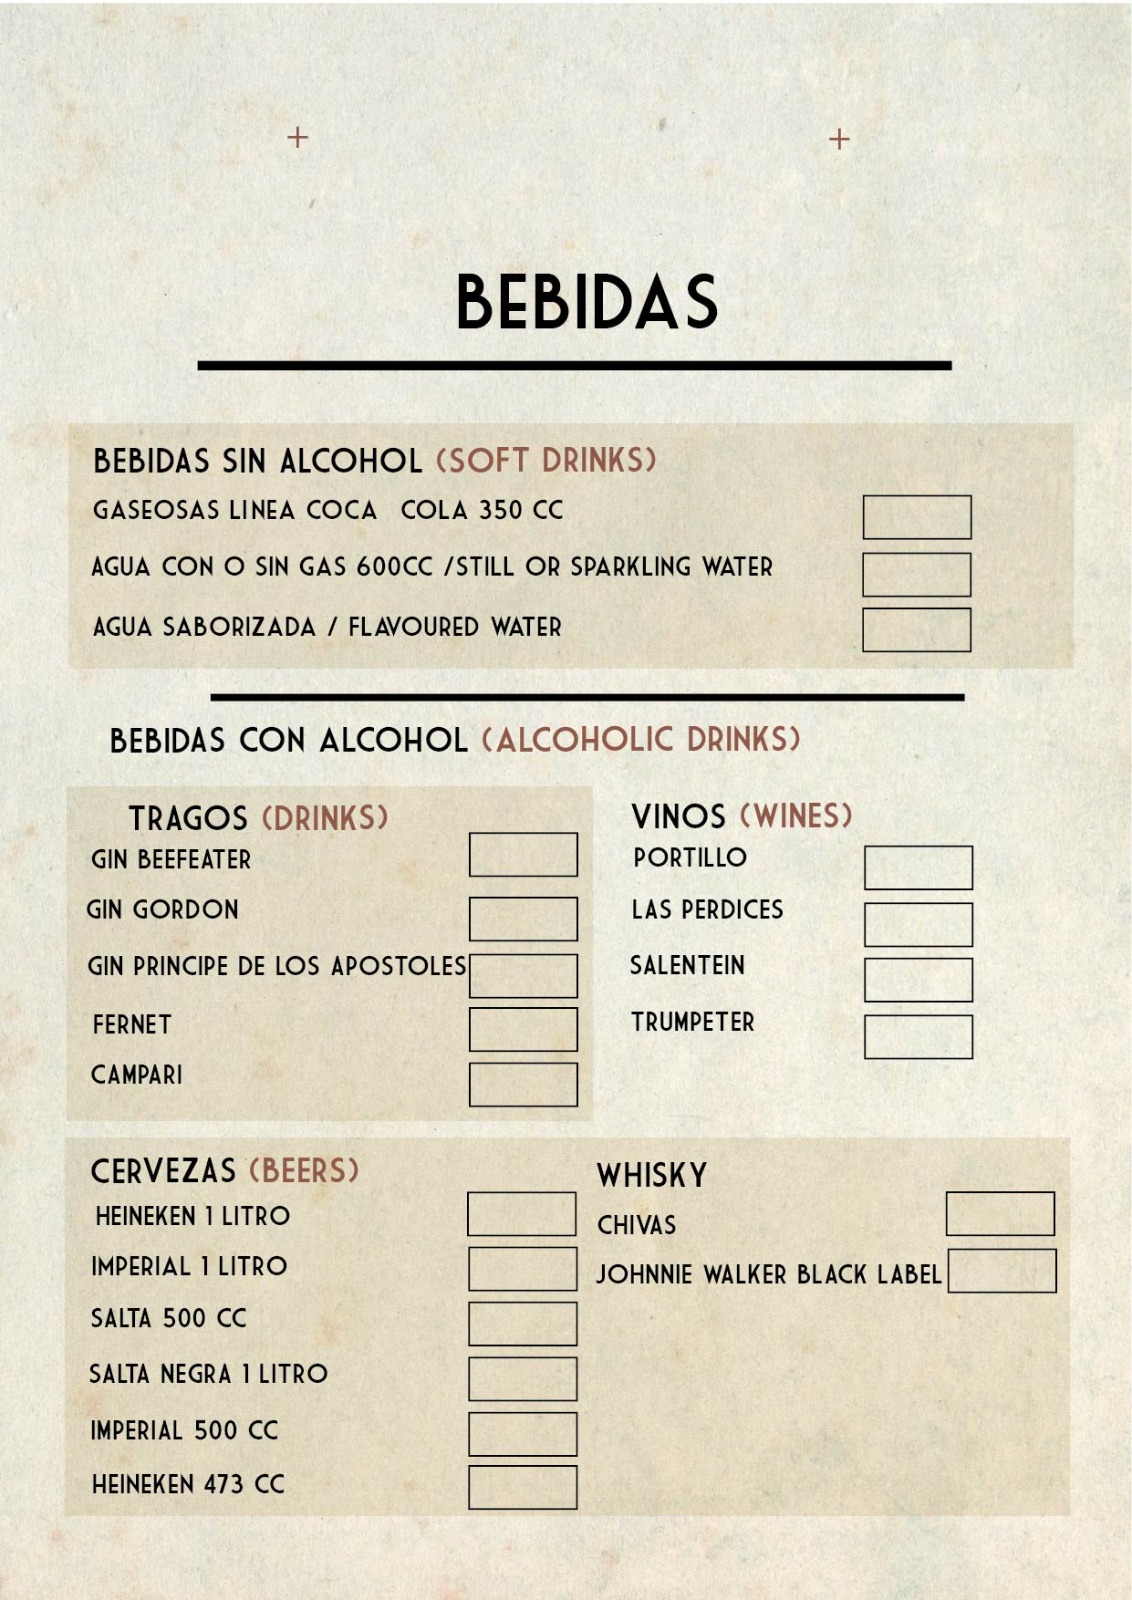 BEBIDAS
BEBIDAS SIN ALCOHOL (SOFT DRINKS)
GASEOSAS LINEA COCA COLA 350 CC
AGUA CON O SIN GAS 600CC /STILL OR SPARKLING WATER
AGUA SABORIZADA / FLAVOURED WATER
BEBIDAS CON ALCOHOL (ALCOHOLIC DRINKS)
TRAGOS (DRINKS)
GIN BEEFEATER
GIN GORDON
GIN PRINCIPE DE LOS APOSTOLES
FERNET
CAMPARI
VINOS (WINES)
PORTILLO
LAS PERDICES
SALENTEIN
TRUMPETER
CERVEZAS (BEERS)
HEINEKEN 1 LITRO
IMPERIAL 1 LITRO
SALTA 500 CC
SALTA NEGRA 1 LITRO
IMPERIAL 500 CC
HEINEKEN 473 CC
WHISKY
CHIVAS
JOHNNIE WALKER BLACK LABEL